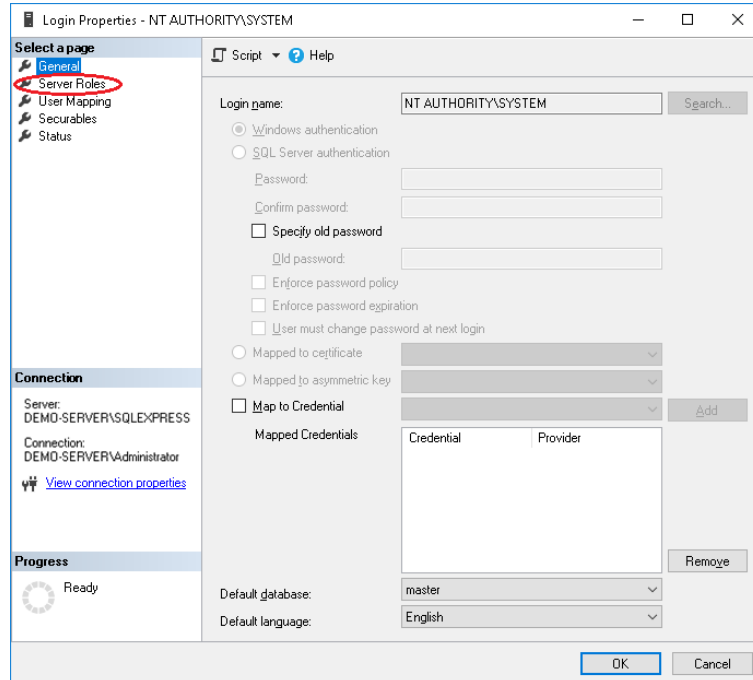 Login Properties - NT AUTHORITY\SYSTEM
Select a page
General
Server Roles
User Mapping
Securables
Status
Script
Help
Login name:
NT AUTHORITY\SYSTEM
Search...
Windows authentication
SQL Server authentication
Password:
Confirm password:
Specify old password
Old password:
Enforce password policy
Enforce password expiration
User must change password at next login
Mapped to certificate
Mapped to asymmetric key
Map to Credential
Add
Mapped Credentials
Credential Provider
Remove
Default database:
master
Default language:
English
Connection
Server:
DEMO-SERVER\SQLEXPRESS
Connection:
DEMO-SERVER\Administrator
View connection properties
Progress
Ready
OK
Cancel